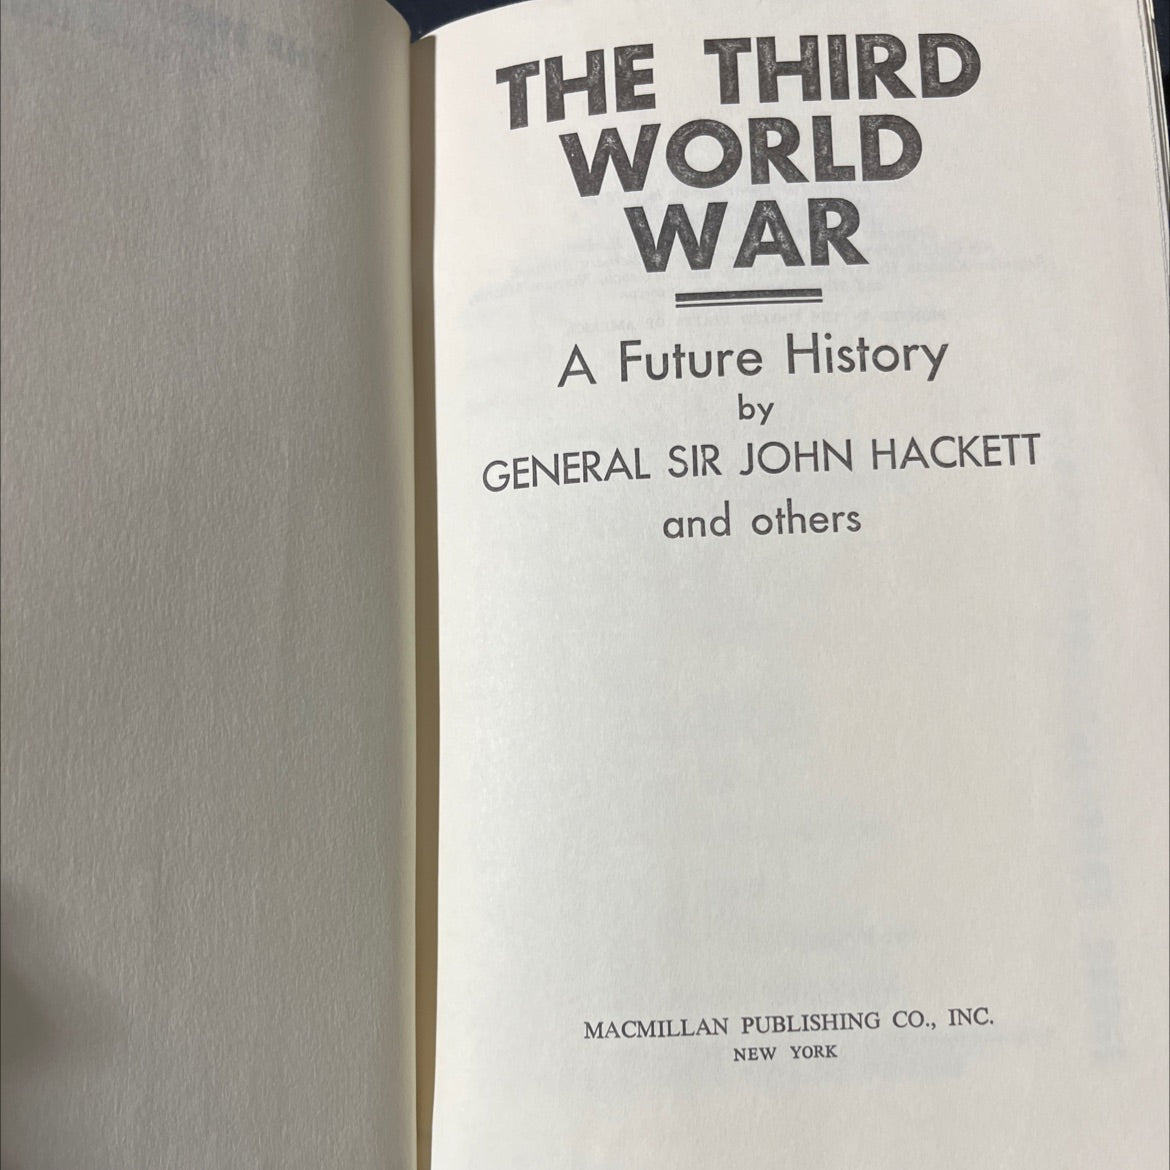 THE THIRD
WORLD
WAR
A Future History
by
GENERAL SIR JOHN HACKETT
and others
MACMILLAN PUBLISHING CO., INC.
NEW YORK